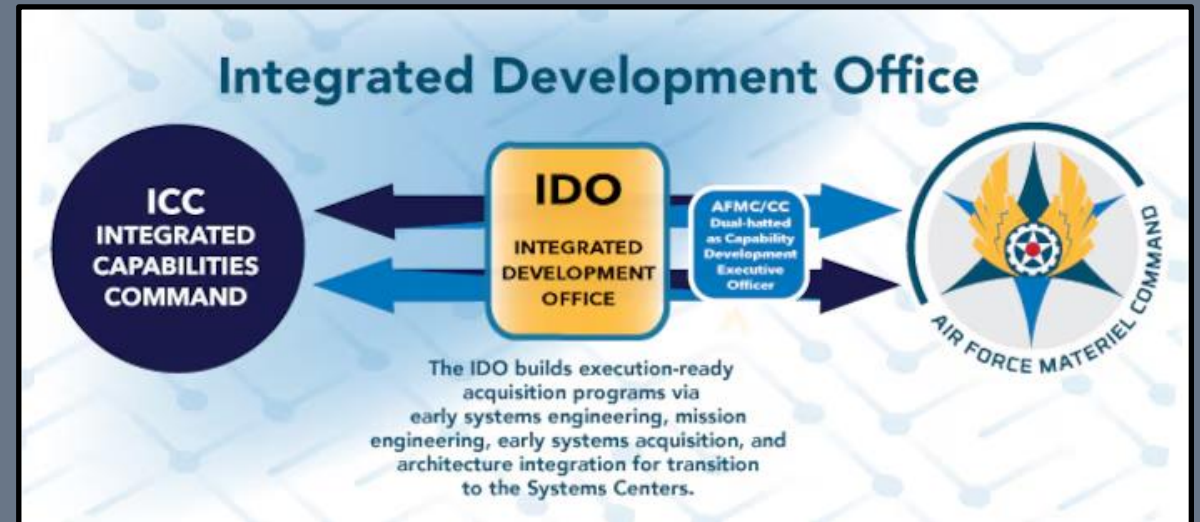 Integrated Development Office
ICC
INTEGRATED
CAPABILITIES
COMMAND
IDO
INTEGRATED
DEVELOPMENT
OFFICE
AFMC/CC
Dual-hatted
as Capability
Development
Executive
Officer
AIR FORCE MATERIEL COMMAND
The IDO builds execution-ready
acquisition programs via
early systems engineering, mission
engineering, early systems acquisition, and
architecture integration for transition
to the Systems Centers.